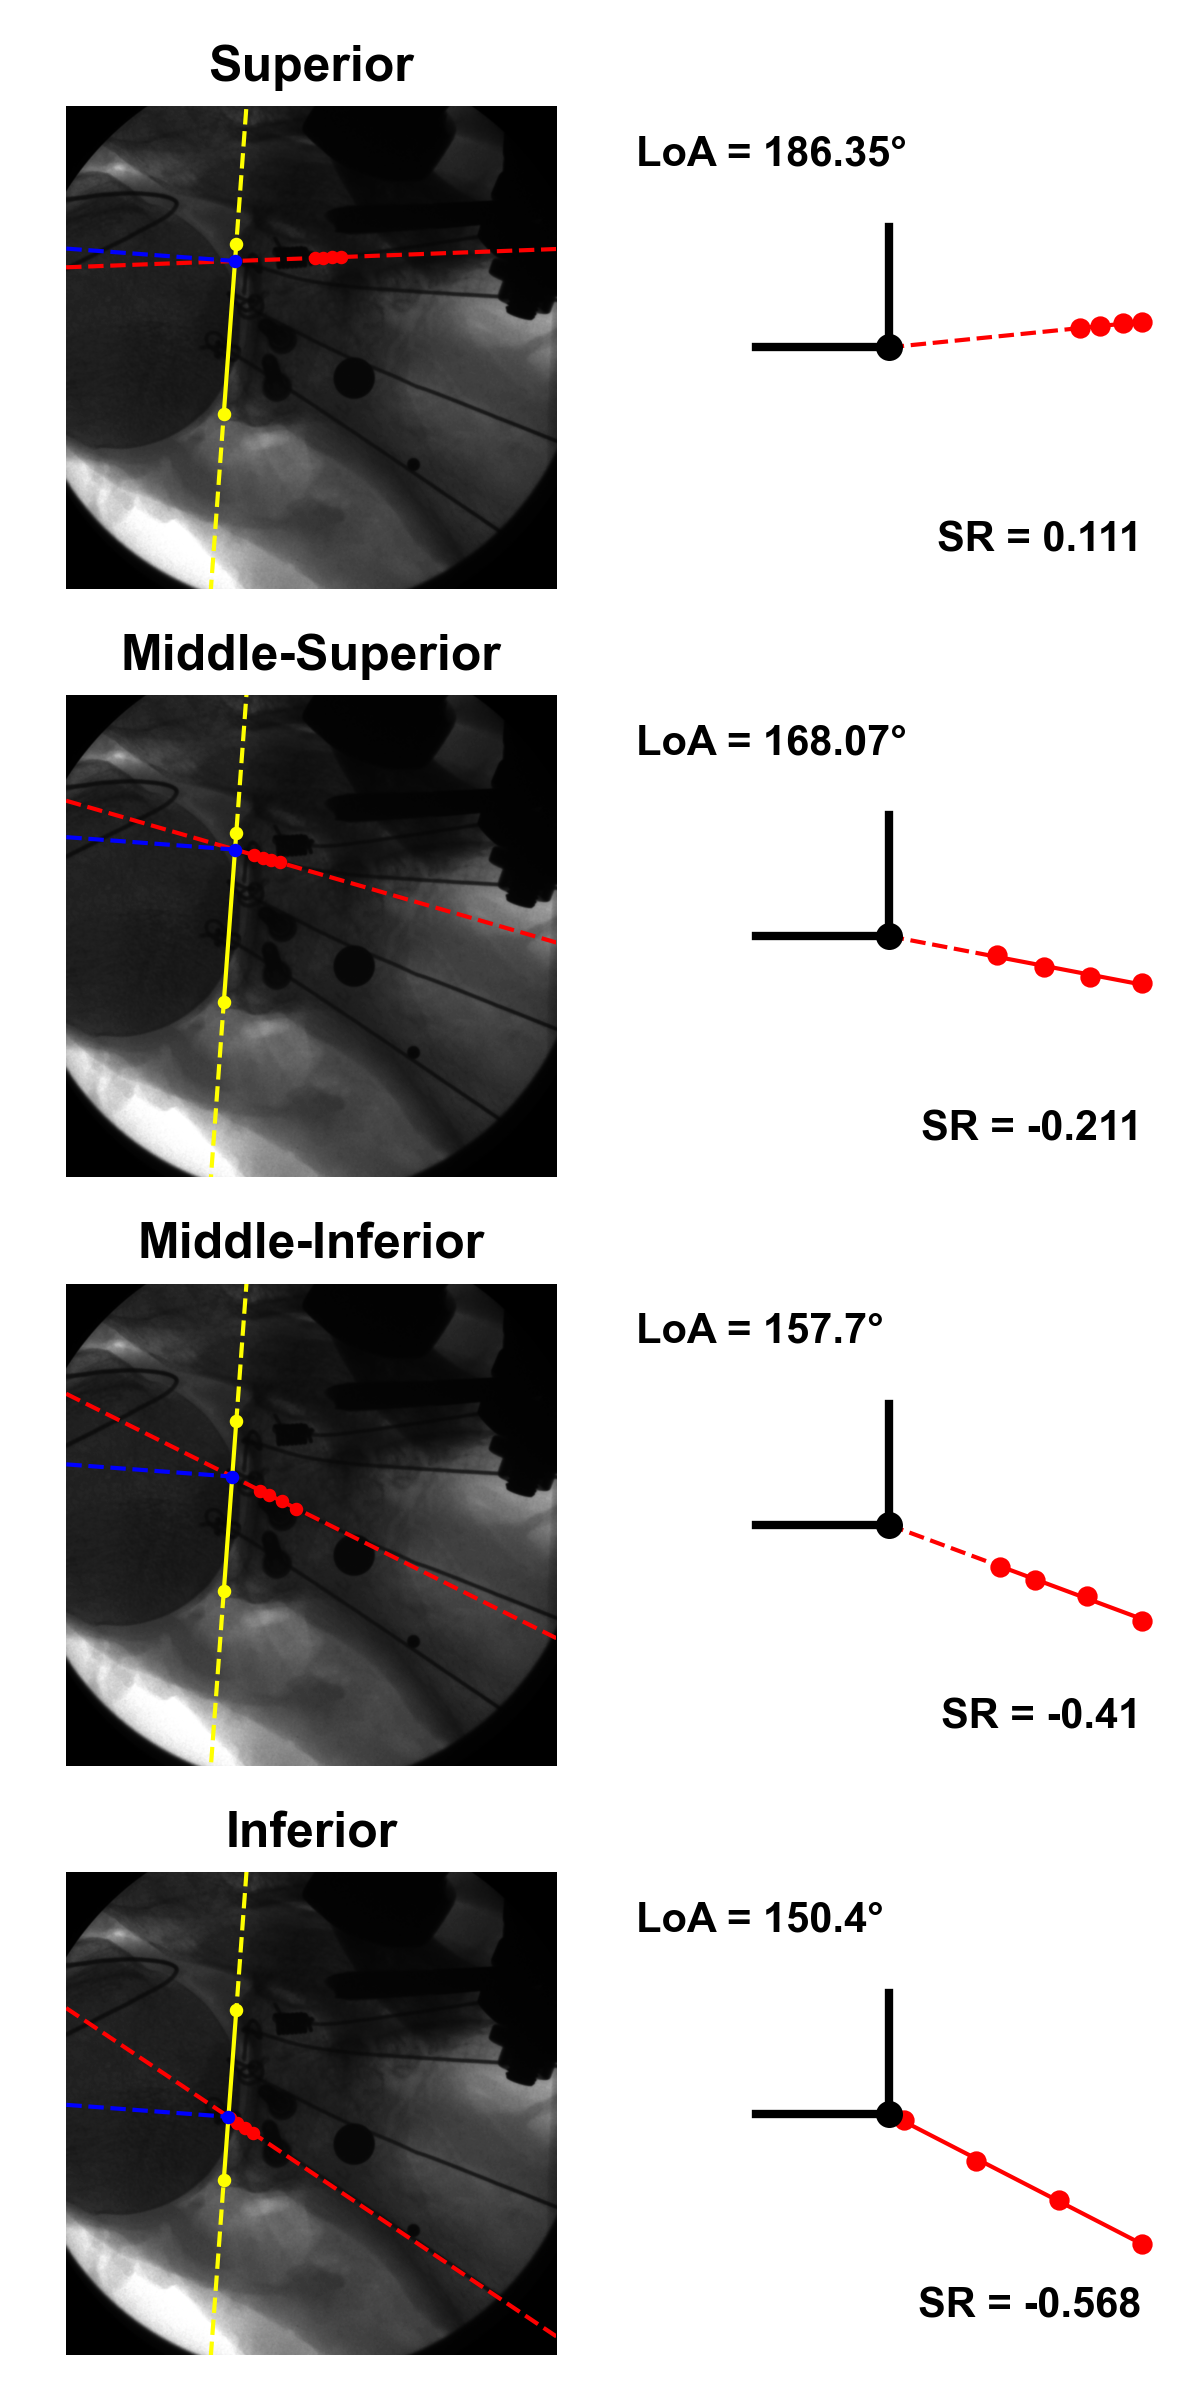 Superior
LoA = 186.35°
SR = 0.111
Middle-Superior
LoA = 168.07°
SR = -0.211
Middle-Inferior
LoA = 157.7°
SR = -0.41
Inferior
LoA = 150.4°
SR = -0.568